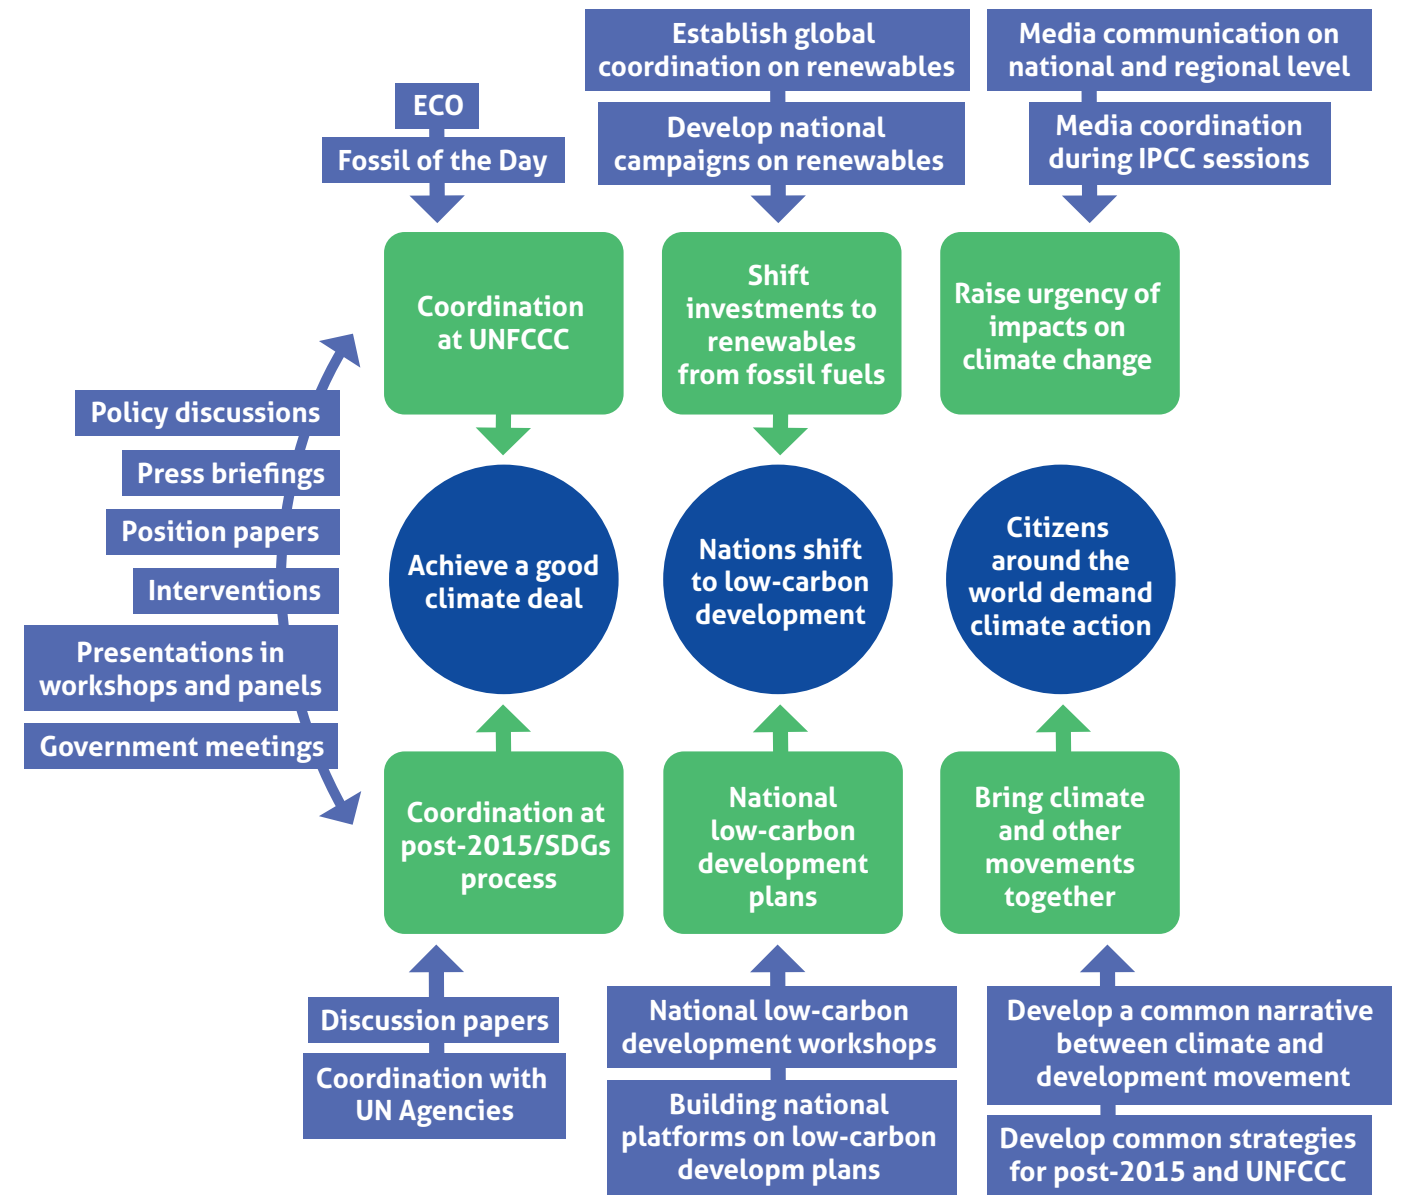 Establish global
coordination on renewables
Media communication on
national and regional level
ECO
Develop national
campaigns on renewables
Media coordination
during IPCC sessions
Fossil of the Day
Coordination
at UNFCCC
Shift
investments to
renewables
from fossil fuels
Raise urgency of
impacts on
climate change
Policy discussions
Press briefings
Position papers
Interventions
Presentations in
workshops and panels
Government meetings
Achieve a good
climate deal
Nations shift
to low-carbon
development
Citizens
around the
world demand
climate action
Coordination at
post-2015/SDGs
process
National
low-carbon
development
plans
Bring climate
and other
movements
together
Discussion papers
Coordination with
UN Agencies
National low-carbon
development workshops
Building national
platforms on low-carbon
developm plans
Develop a common narrative
between climate and
development movement
Develop common strategies
for post-2015 and UNFCCC